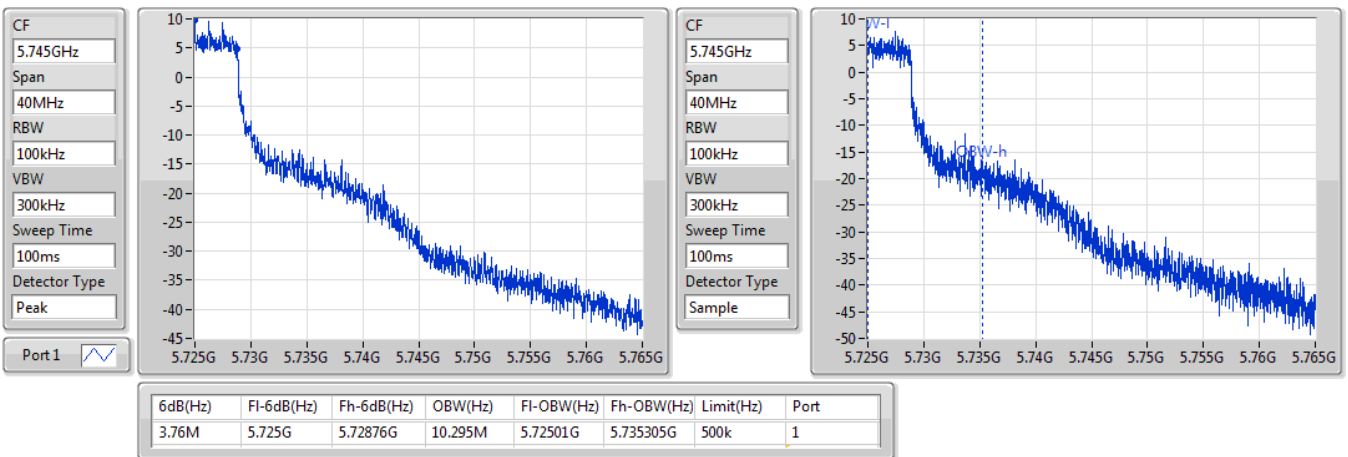 CF
5.745GHz
Span
40MHz
RBW
100kHz
VBW
300kHz
Sweep Time
100ms
Detector Type
Peak
Port 1
10
5
0
-5
-10
-15
-20
-25
-30
-35
-40
-45
5.725G 5.73G 5.735G 5.74G 5.745G 5.75G 5.755G 5.76G 5.765G
CF
5.745GHz
Span
40MHz
RBW
100kHz
VBW
300kHz
Sweep Time
100ms
Detector Type
Sample
10
5
0
-5
-10
-15
-20
-25
-30
-35
-40
-45
-50
W-l
OBW-h
5.725G 5.73G 5.735G 5.74G 5.745G 5.75G 5.755G 5.76G 5.765G
6dB(Hz) Fl-6dB(Hz) Fh-6dB(Hz) OBW(Hz) Fl-OBW(Hz) Fh-OBW(Hz) Limit(Hz) Port
3.76M 5.725G 5.72876G 10.295M 5.72501G 5.735305G 500k 1